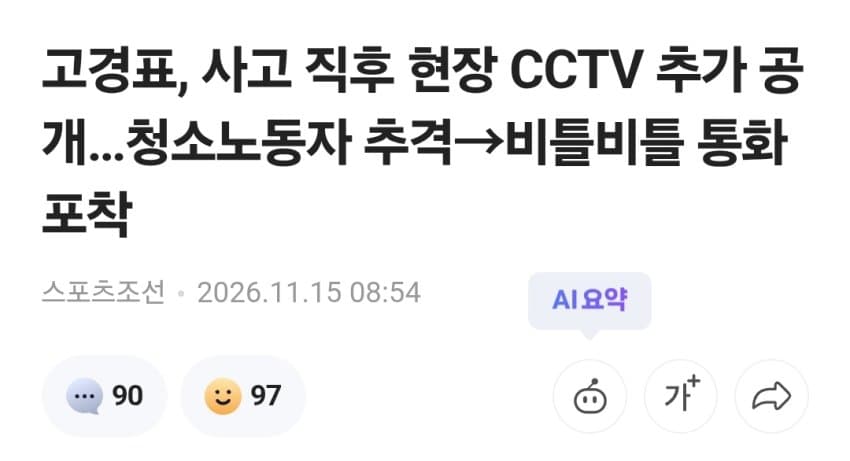 고경표, 사고 직후 현장 CCTV 추가 공
개...청소노동자 추격→비틀비틀 통화
포착
스포츠조선 • 2026.11.15 08:54
AI요약
90
97
가+